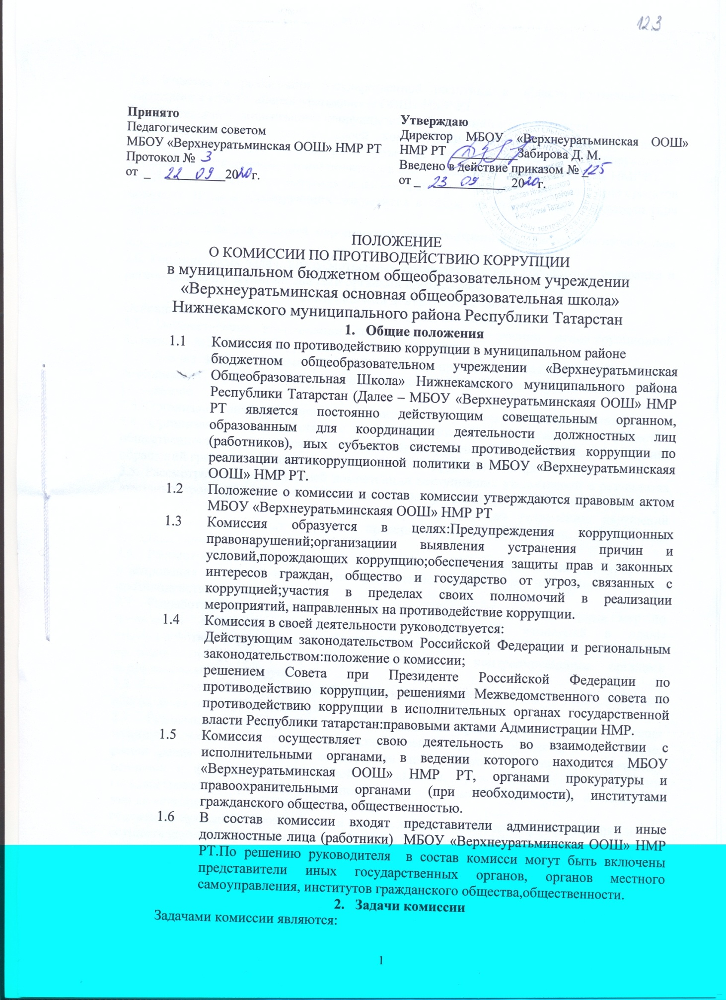 12.3
Принято
Педагогическим советом
МБОУ «Верхнеуратьминская ООШ» НМР РТ
Протокол № 3
от _ 22 09 2020 г.
Утверждаю
Директор МБОУ «Верхнеуратьминская ООШ»
НМР РТ __________Забирова Д. М.
Введено в действие приказом № _125
от _ 23 09 2020г.
основная
школа» Нижнекамского
муниципального района
Республики Татарстан
ПОЛОЖЕНИЕ
О КОМИССИИ ПО ПРОТИВОДЕЙСТВИЮ КОРРУПЦИИ
в муниципальном бюджетном общеобразовательном учреждении
«Верхнеуратьминская основная общеобразовательная школа»
Нижнекамского муниципального района Республики Татарстан
1. Общие положения
1.1 Комиссия по противодействию коррупции в муниципальном районе
бюджетном общеобразовательном учреждении «Верхнеуратьминская
Общеобразовательная Школа» Нижнекамского муниципального района
Республики Татарстан (Далее – МБОУ «Верхнеуратьминскаяя ООШ» НМР
РТ является постоянно действующим совещательным органном,
образованным для координации деятельности должностных лиц
(работников), иых субъектов системы противодействия коррупции по
реализации антикоррупционной политики в МБОУ «Верхнеуратьминскаяя
ООШ» НМР РТ.
1.2 Положение о комиссии и состав комиссии утверждаются правовым актом
МБОУ «Верхнеуратьминскаяя ООШ» НМР РТ
1.3 Комиссия образуется в целях:Предупреждения коррупционных
правонарушений;организациии выявления устранения причин и
условий,порождающих коррупцию;обеспечения защиты прав и законных
интересов граждан, общество и государство от угроз, связанных с
коррупцией;участия в пределах своих полномочий в реализации
мероприятий, направленных на противодействие коррупции.
1.4 Комиссия в своей деятельности руководствуется:
Действующим законодательством Российской Федерации и региональным
законодательством:положение о комиссии;
решением Совета при Президенте Российской Федерации по
противодействию коррупции, решениями Межведомственного совета по
противодействию коррупции в исполнительных органах государственной
власти Республики татарстан:правовыми актами Администрации НМР.
1.5 Комиссия осуществляет свою деятельность во взаимодействии с
исполнительными органами, в ведении которого находится МБОУ
«Верхнеуратьминская ООШ» НМР РТ, органами прокуратуры и
правоохранительными органами (при необходимости), институтами
гражданского общества, общественностью.
1.6 В состав комиссии входят представители администрации и иные
должностные лица (работники) МБОУ «Верхнеуратьминская ООШ» НМР
РТ.По решению руководителя в состав комисси могут быть включены
представители иных государственных органов, органов местного
самоуправления, институтов гражданского общества,общественности.
2. Задачи комиссии
Задачами комиссии являются:
1